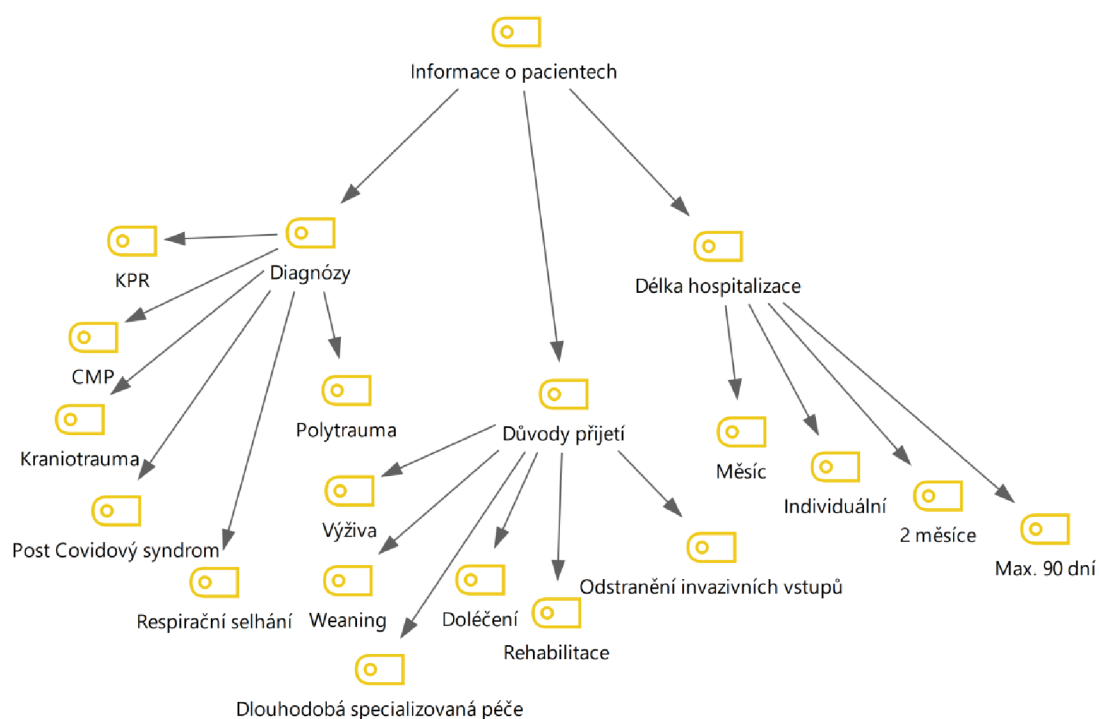 Informace o pacientech
Diagnózy
KPR
CMP
Kraniotrauma
Post Covidový syndrom
Respirační selhání
Polytrauma
Důvody přijetí
Výživa
Weaning
Dlouhodobá specializovaná péče
Doléčení
Rehabilitace
Odstranění invazivních vstupů
Délka hospitalizace
Měsíc
Individuální
2 měsíce
Max. 90 dní